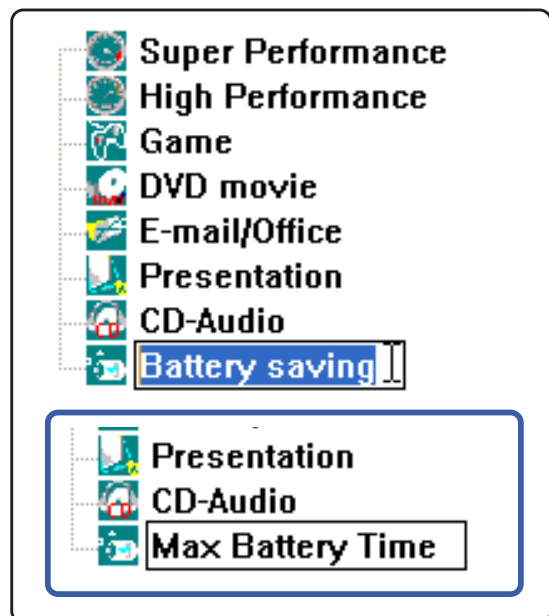 Super Performance
High Performance
Game
DVD movie
E-mail/Office
Presentation
CD-Audio
Battery saving
Presentation
CD-Audio
Max Battery Time